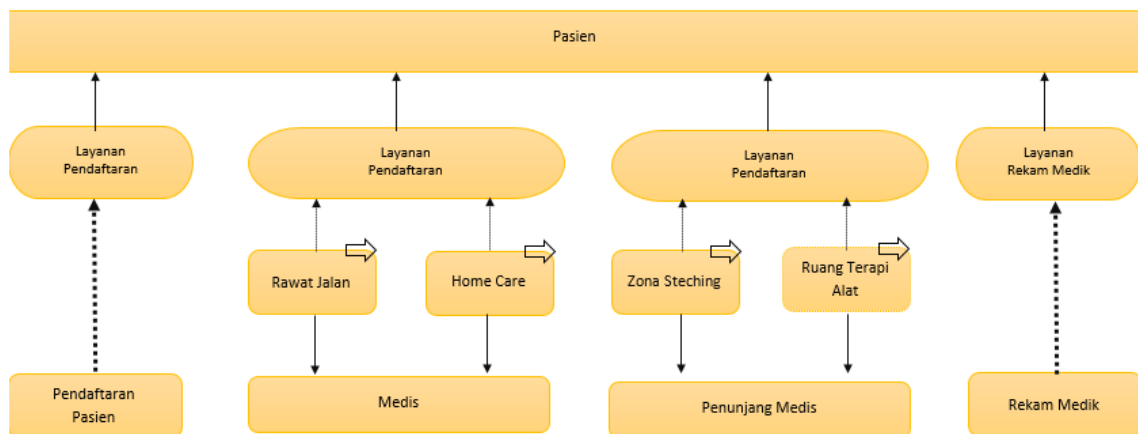 Pasien
Layanan
Pendaftaran
Layanan
Pendaftaran
Layanan
Pendaftaran
Layanan
Rekam Medik
Rawat Jalan
Home Care
Zona Steching
Ruang Terapi
Alat
Pendaftaran
Pasien
Medis
Penunjang Medis
Rekam Medik